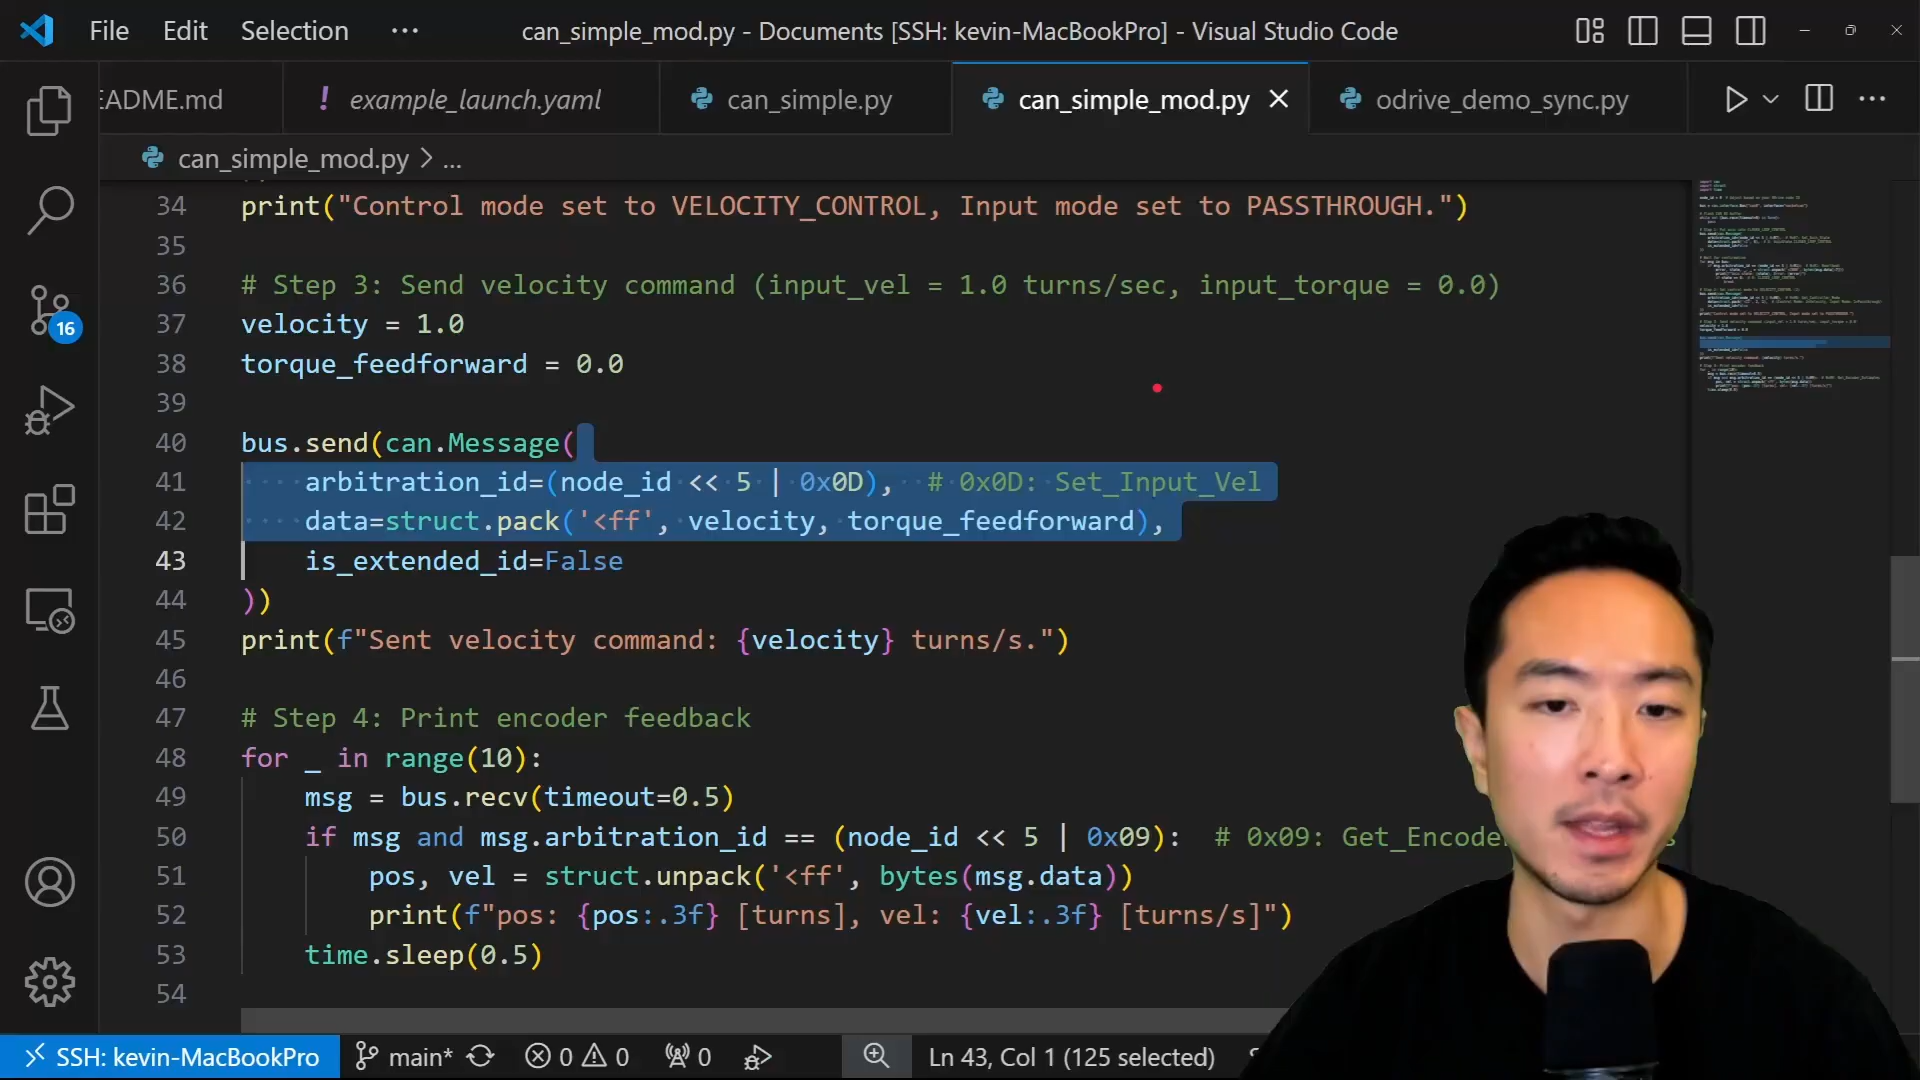 File Edit Selection ··· can_simple_mod.py - Documents [SSH: kevin-MacBookPro] - Visual Studio Code
EADME.md ! example_launch.yaml can_simple.py can_simple_mod.py odrive_demo_sync.py
can_simple_mod.py > ...
34 print("Control mode set to VELOCITY_CONTROL, Input mode set to PASSTHROUGH.")
35
36 # Step 3: Send velocity command (input_vel = 1.0 turns/sec, input_torque = 0.0)
37 velocity = 1.0
38 torque_feedforward = 0.0
39
40 bus.send(can.Message(
41 arbitration_id=(node_id << 5 | 0x0D), # 0x0D: Set_Input_Vel
42 data=struct.pack('<ff', velocity, torque_feedforward),
43 is_extended_id=False
44 ))
45 print(f"Sent velocity command: {velocity} turns/s.")
46
47 # Step 4: Print encoder feedback
48 for _ in range(10):
49 msg = bus.recv(timeout=0.5)
50 if msg and msg.arbitration_id == (node_id << 5 | 0x09): # 0x09: Get_Encoder
51 pos, vel = struct.unpack('<ff', bytes(msg.data))
52 print(f"pos: {pos:.3f} [turns], vel: {vel:.3f} [turns/s]")
53 time.sleep(0.5)
54
16
SSH: kevin-MacBookPro main* 0 0 0 Ln 43, Col 1 (125 selected)